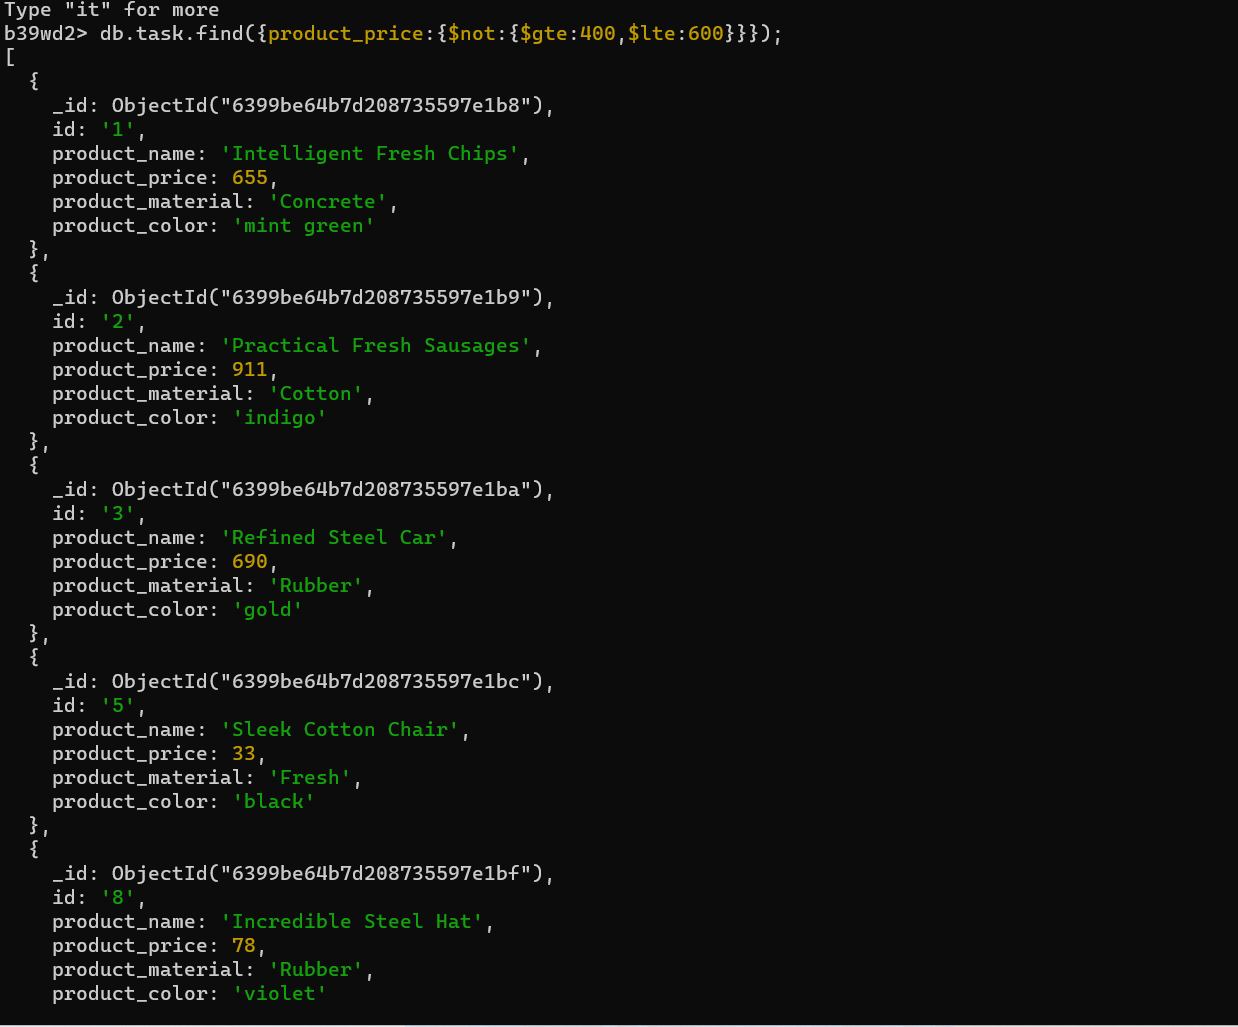 Type "it" for more
b39wd2> db.task.find({product_price:{$not:{$gte:400,$lte:600}}});
[
  {
    _id: ObjectId("6399be64b7d208735597e1b8"),
    id: '1',
    product_name: 'Intelligent Fresh Chips',
    product_price: 655,
    product_material: 'Concrete',
    product_color: 'mint green'
  },
  {
    _id: ObjectId("6399be64b7d208735597e1b9"),
    id: '2',
    product_name: 'Practical Fresh Sausages',
    product_price: 911,
    product_material: 'Cotton',
    product_color: 'indigo'
  },
  {
    _id: ObjectId("6399be64b7d208735597e1ba"),
    id: '3',
    product_name: 'Refined Steel Car',
    product_price: 690,
    product_material: 'Rubber',
    product_color: 'gold'
  },
  {
    _id: ObjectId("6399be64b7d208735597e1bc"),
    id: '5',
    product_name: 'Sleek Cotton Chair',
    product_price: 33,
    product_material: 'Fresh',
    product_color: 'black'
  },
  {
    _id: ObjectId("6399be64b7d208735597e1bf"),
    id: '8',
    product_name: 'Incredible Steel Hat',
    product_price: 78,
    product_material: 'Rubber',
    product_color: 'violet'